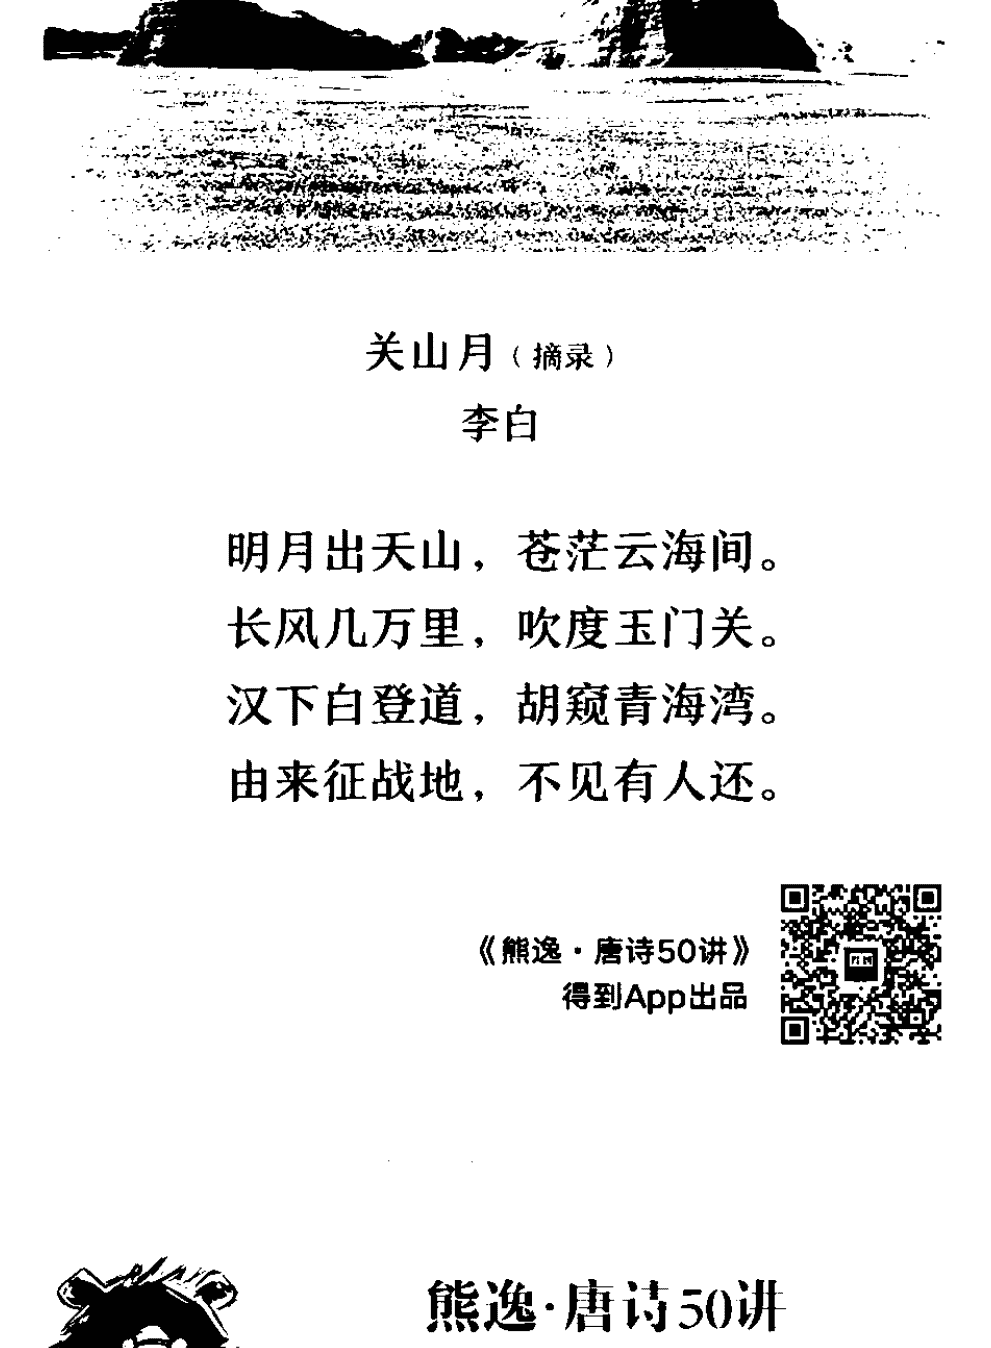 关山月（摘录）
李白
明月出天山，苍茫云海间。
长风几万里，吹度玉门关。
汉下白登道，胡窥青海湾。
由来征战地，不见有人还。
《熊逸·唐诗50讲》
得到App出品
熊逸·唐诗50讲